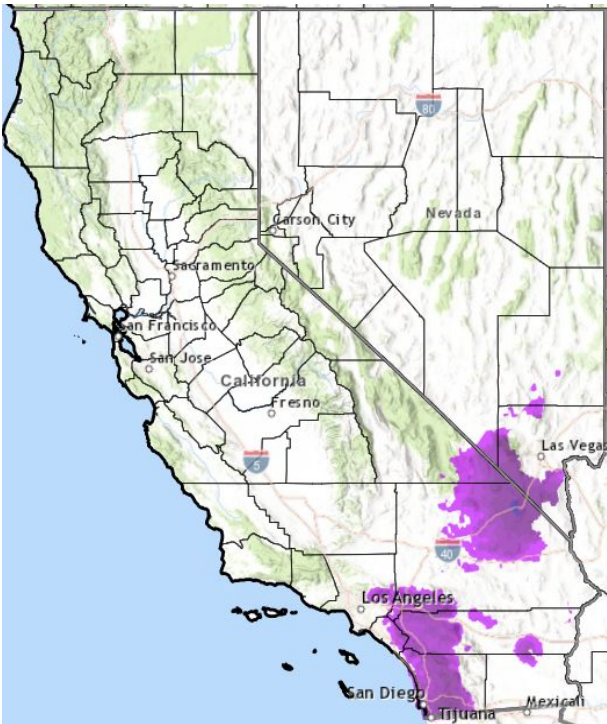 80
Carson City
Nevada
Sacramento
San Francisco
San Jose
California
Fresno
5
Las Vegas
40
Los Angeles
San Diego
Tijuana
Mexicali